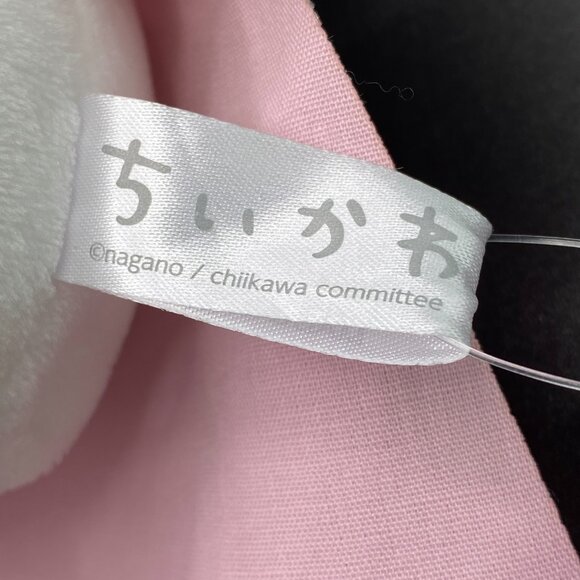 ちいかわ
©nagano / chiikawa committee